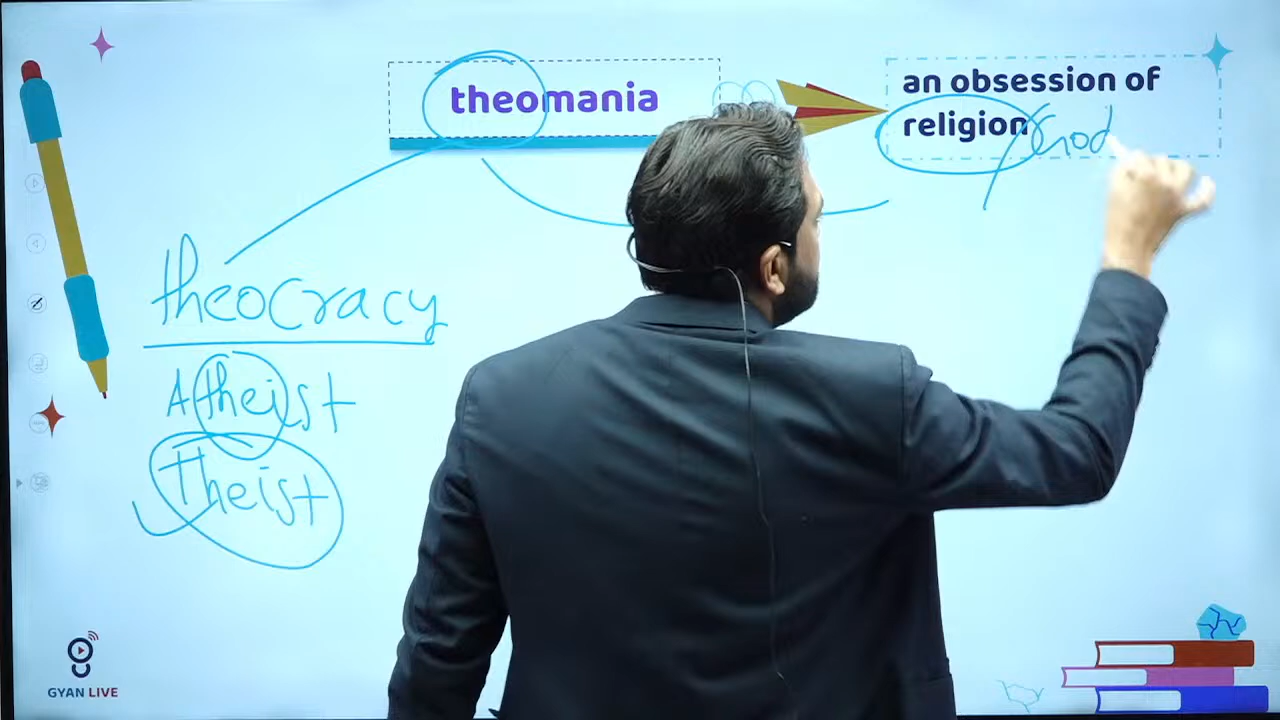 theomania
an obsession of
religion/God
theocracy
Atheist
Theist
GYAN LIVE